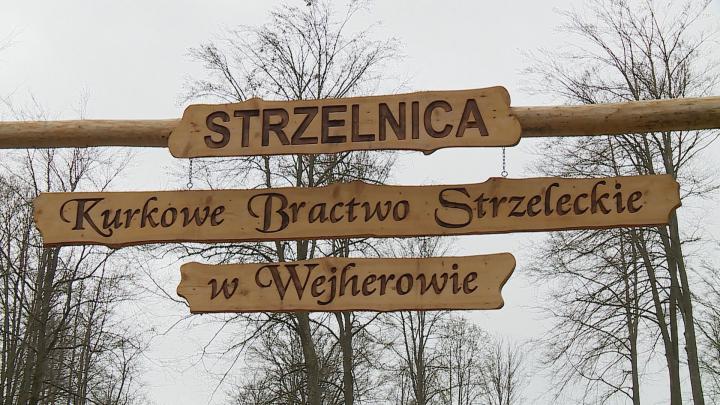 STRZELNICA
Kurkowe Bractwo Strzeleckie
w Wejherowie